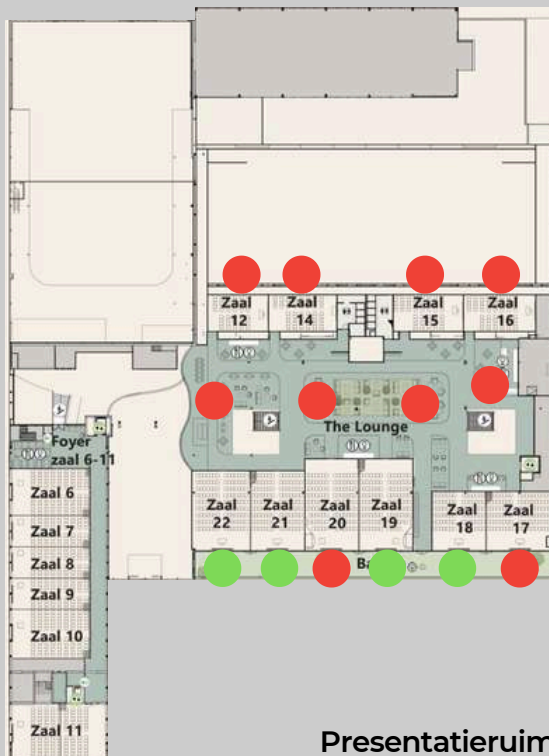 Zaal
12
Zaal
14
Zaal
15
Zaal
16
The Lounge
Foyer
zaal 6-11
Zaal 6
Zaal 7
Zaal 8
Zaal 9
Zaal 10
Zaal 11
Zaal
22
Zaal
21
Zaal
20
Zaal
19
Zaal
18
Zaal
17
Ba
Presentatieruim